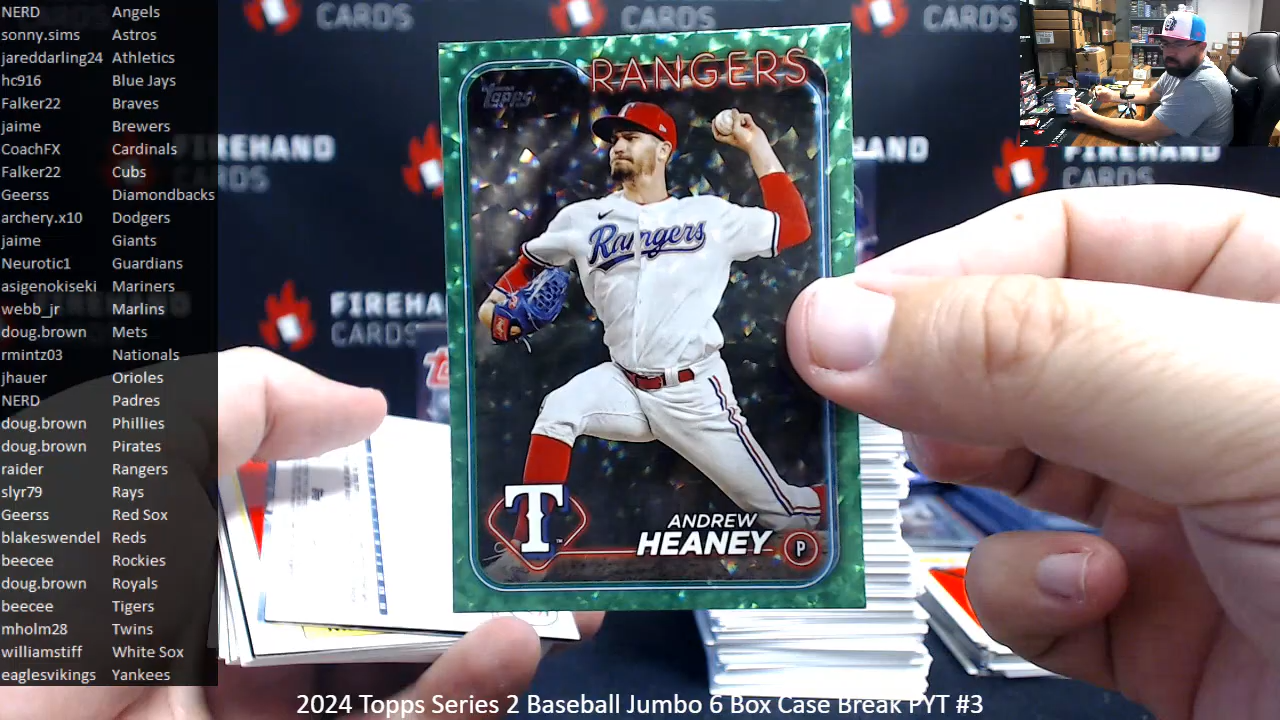 NERD Angels
sonny.sims Astros
jareddarling24 Athletics
hc916 Blue Jays
Falker22 Braves
jaime Brewers
CoachFX Cardinals
Falker22 Cubs
Geerss Diamondbacks
archery.x10 Dodgers
jaime Giants
Neurotic1 Guardians
asigenokiseki Mariners
webb_jr Marlins
doug.brown Mets
rmintz03 Nationals
jhauer Orioles
NERD Padres
doug.brown Phillies
doug.brown Pirates
raider Rangers
slyr79 Rays
Geerss Red Sox
blakeswendel Reds
beecee Rockies
doug.brown Royals
beecee Tigers
mholm28 Twins
williamstiff White Sox
eaglesvikings Yankees
CARDS
CARDS
FIREHAND
CARDS
FIREHAND
CARDS
CARDS
RANGERS
Topps
Rangers
T
ANDREW
HEANEY P
2024 Topps Series 2 Baseball Jumbo 6 Box Case Break PYT #3